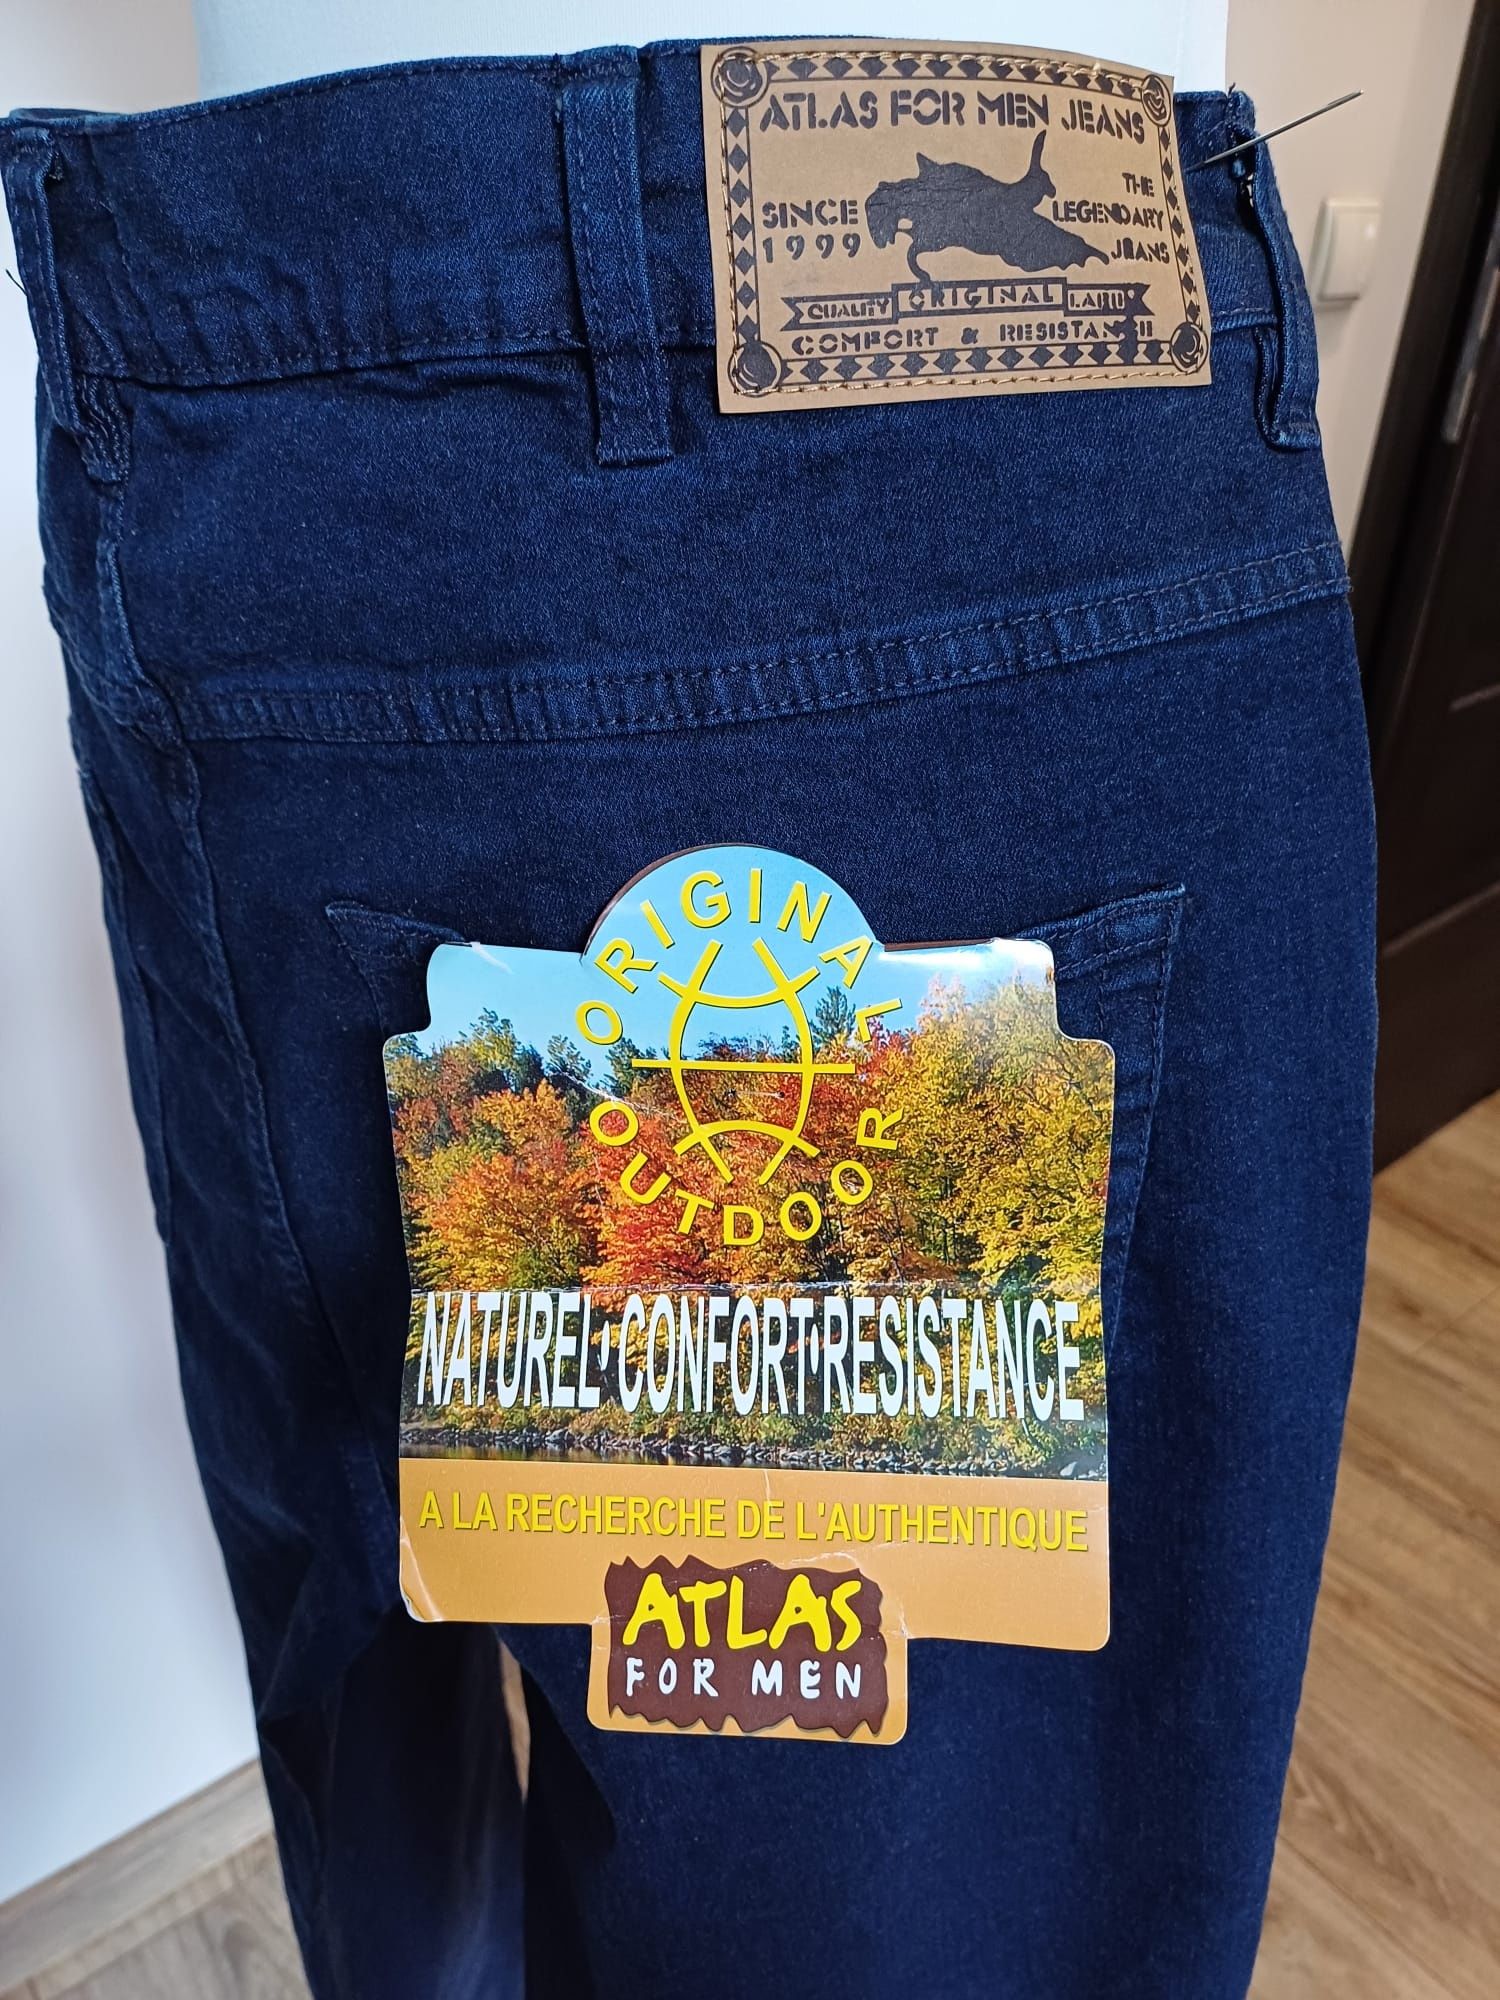 ATLAS FOR MEN JEANS
SINCE
1999
THE
LEGENDARY
JEANS
QUALITY ORIGINAL
COMFORT & RESISTANCE
ORIGINAL
OUTDOOR
NATUREL·CONFORT·RESISTANCE
A LA RECHERCHE DE L'AUTHENTIQUE
ATLAS
FOR MEN